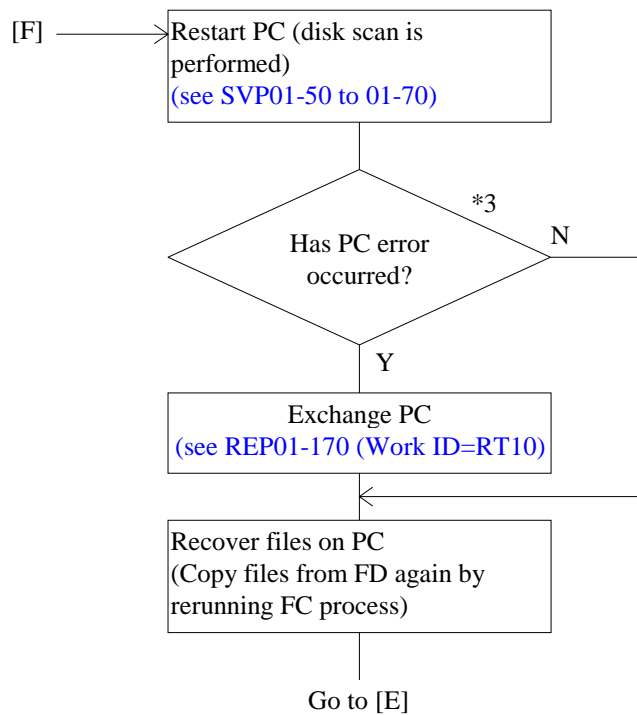 [F]
Restart PC (disk scan is
performed)
(see SVP01-50 to 01-70)
*3
Has PC error
occurred?
N
Y
Exchange PC
(see REP01-170 (Work ID=RT10)
Recover files on PC
(Copy files from FD again by
rerunning FC process)
Go to [E]